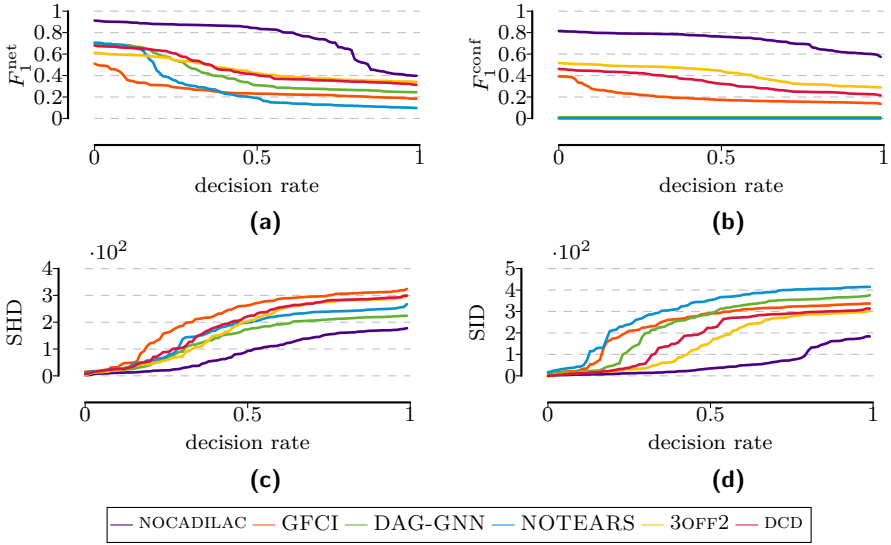 F₁ⁿᵉᵗ
1
0.8
0.6
0.4
0.2
0
0
0.5
1
decision rate
(a)
F₁ᶜᵒⁿᶠ
1
0.8
0.6
0.4
0.2
0
0
0.5
1
decision rate
(b)
·10²
SHD
4
3
2
1
0
0
0.5
1
decision rate
(c)
·10²
SID
5
4
3
2
1
0
0
0.5
1
decision rate
(d)
NOCADILAC GFCI DAG-GNN NOTEARS 3OFF2 DCD